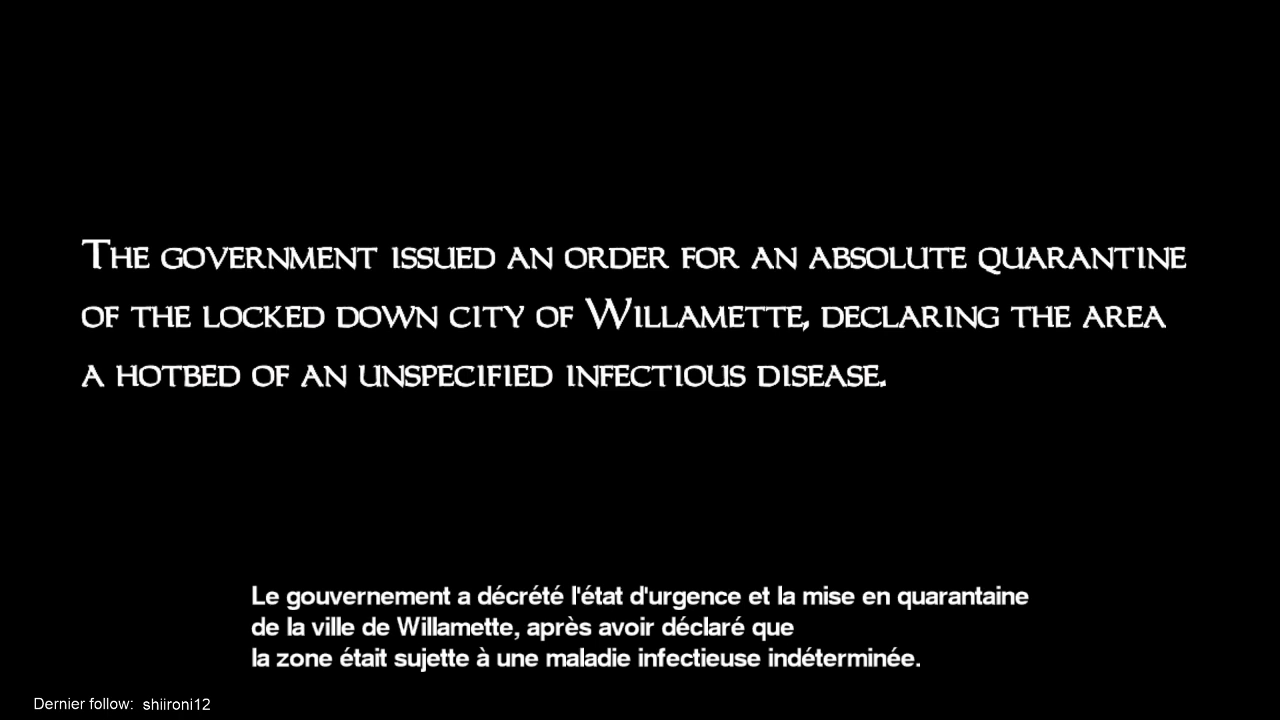 The government issued an order for an absolute quarantine
of the locked down city of Willamette, declaring the area
a hotbed of an unspecified infectious disease.
Le gouvernement a décrété l'état d'urgence et la mise en quarantaine
de la ville de Willamette, après avoir déclaré que
la zone était sujette à une maladie infectieuse indéterminée.
Dernier follow: shiironi12